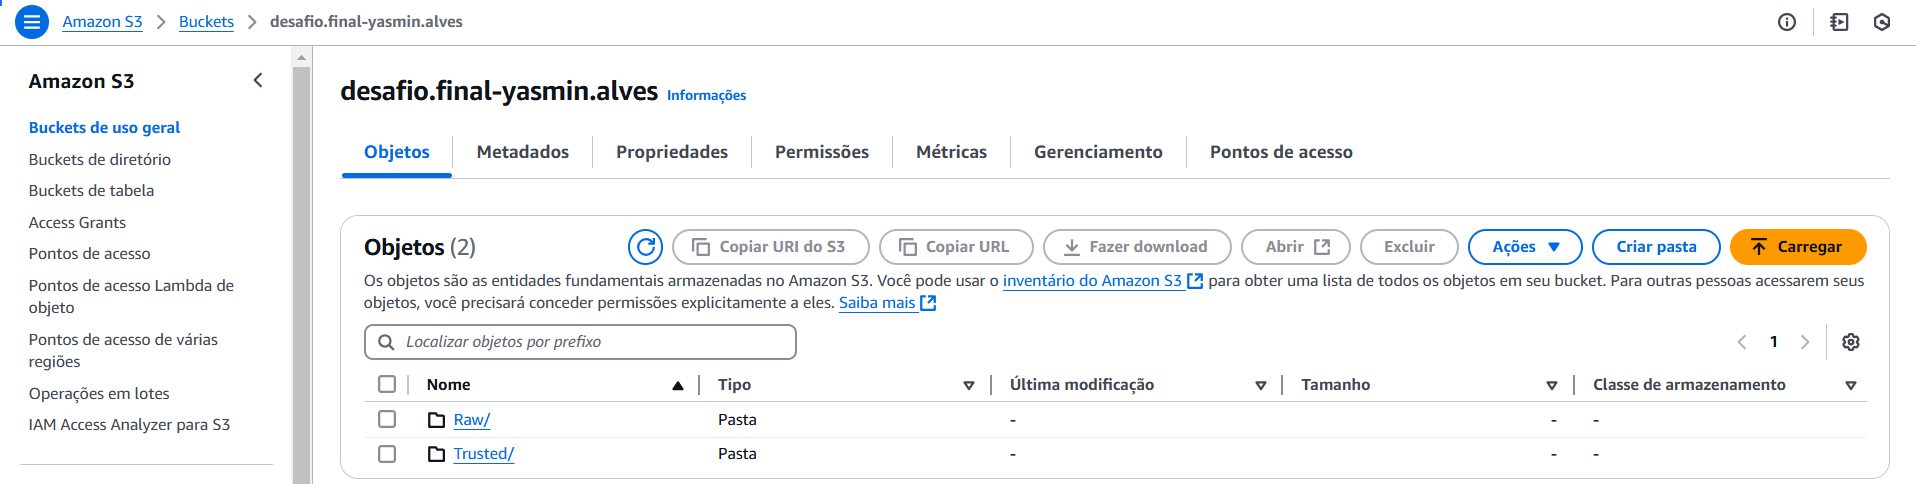 Amazon S3 > Buckets > desafio.final-yasmin.alves
Amazon S3
Buckets de uso geral
Buckets de diretório
Buckets de tabela
Access Grants
Pontos de acesso
Pontos de acesso Lambda de
objeto
Pontos de acesso de várias
regiões
Operações em lotes
IAM Access Analyzer para S3
desafio.final-yasmin.alves Informações
Objetos Metadados Propriedades Permissões Métricas Gerenciamento Pontos de acesso
Objetos (2) Copiar URI do S3 Copiar URL Fazer download Abrir Excluir Ações Criar pasta Carregar
Os objetos são as entidades fundamentais armazenadas no Amazon S3. Você pode usar o inventário do Amazon S3 para obter uma lista de todos os objetos em seu bucket. Para outras pessoas acessarem seus
objetos, você precisará conceder permissões explicitamente a eles. Saiba mais
Localizar objetos por prefixo
1
Nome Tipo Última modificação Tamanho Classe de armazenamento
Raw/ Pasta - - -
Trusted/ Pasta - - -